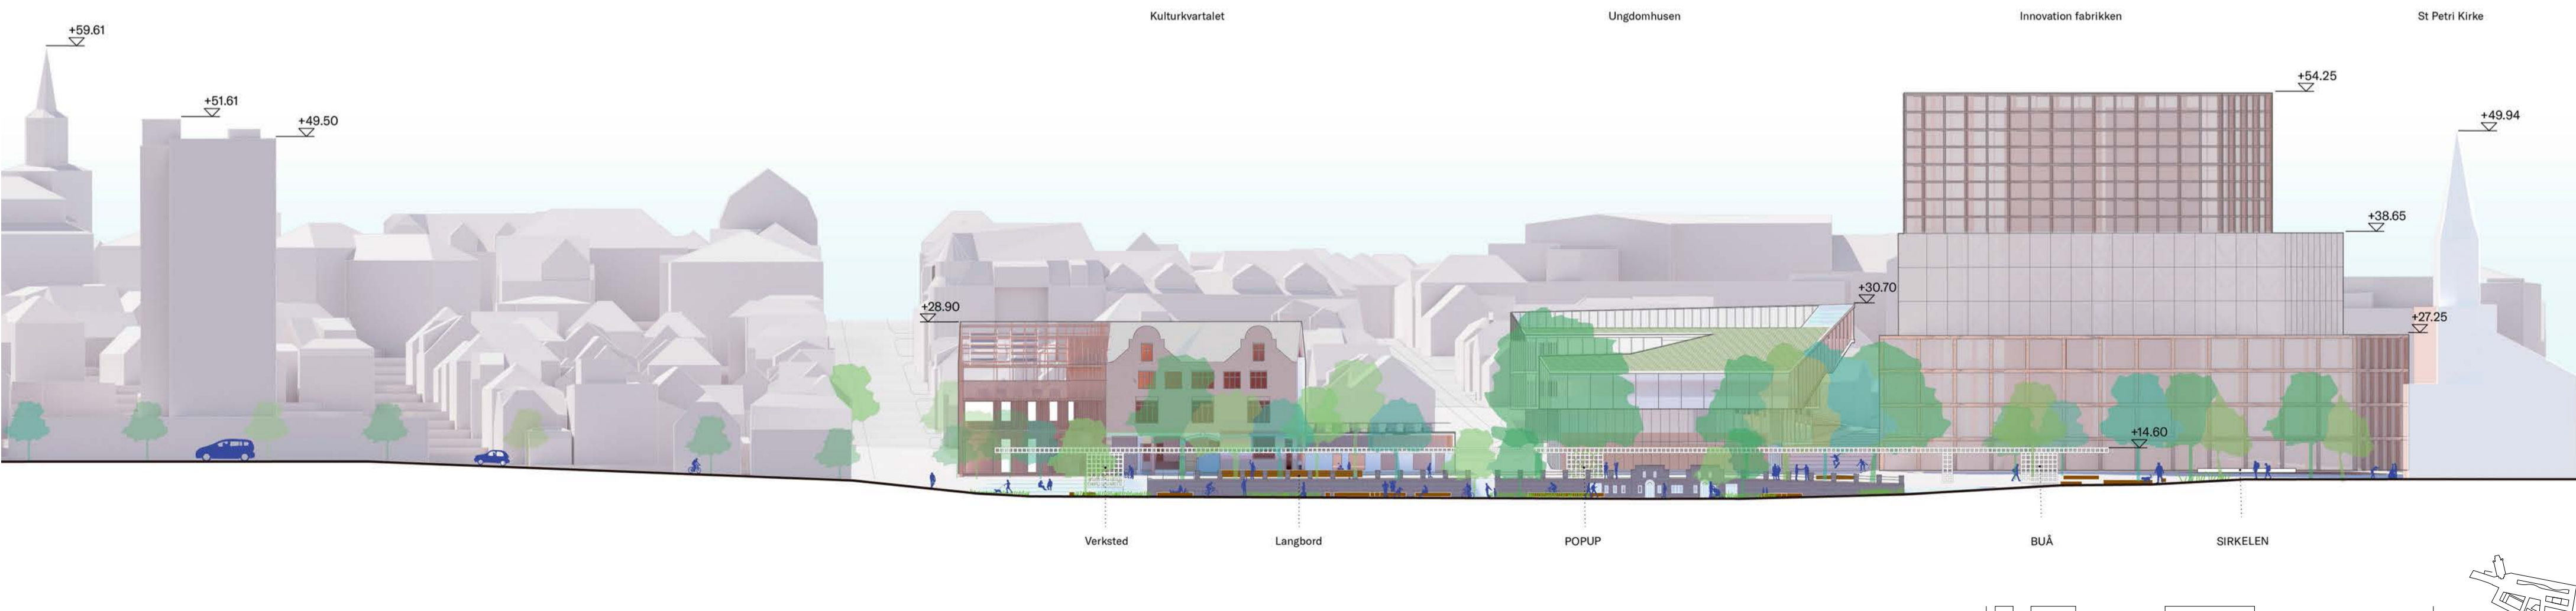 Kulturkvartalet
Ungdomhusen
Innovation fabrikken
St Petri Kirke
+59.61
+51.61
+49.50
+54.25
+49.94
+38.65
+30.70
+28.90
+27.25
+14.60
Verksted
Langbord
POPUP
BUÅ
SIRKELEN